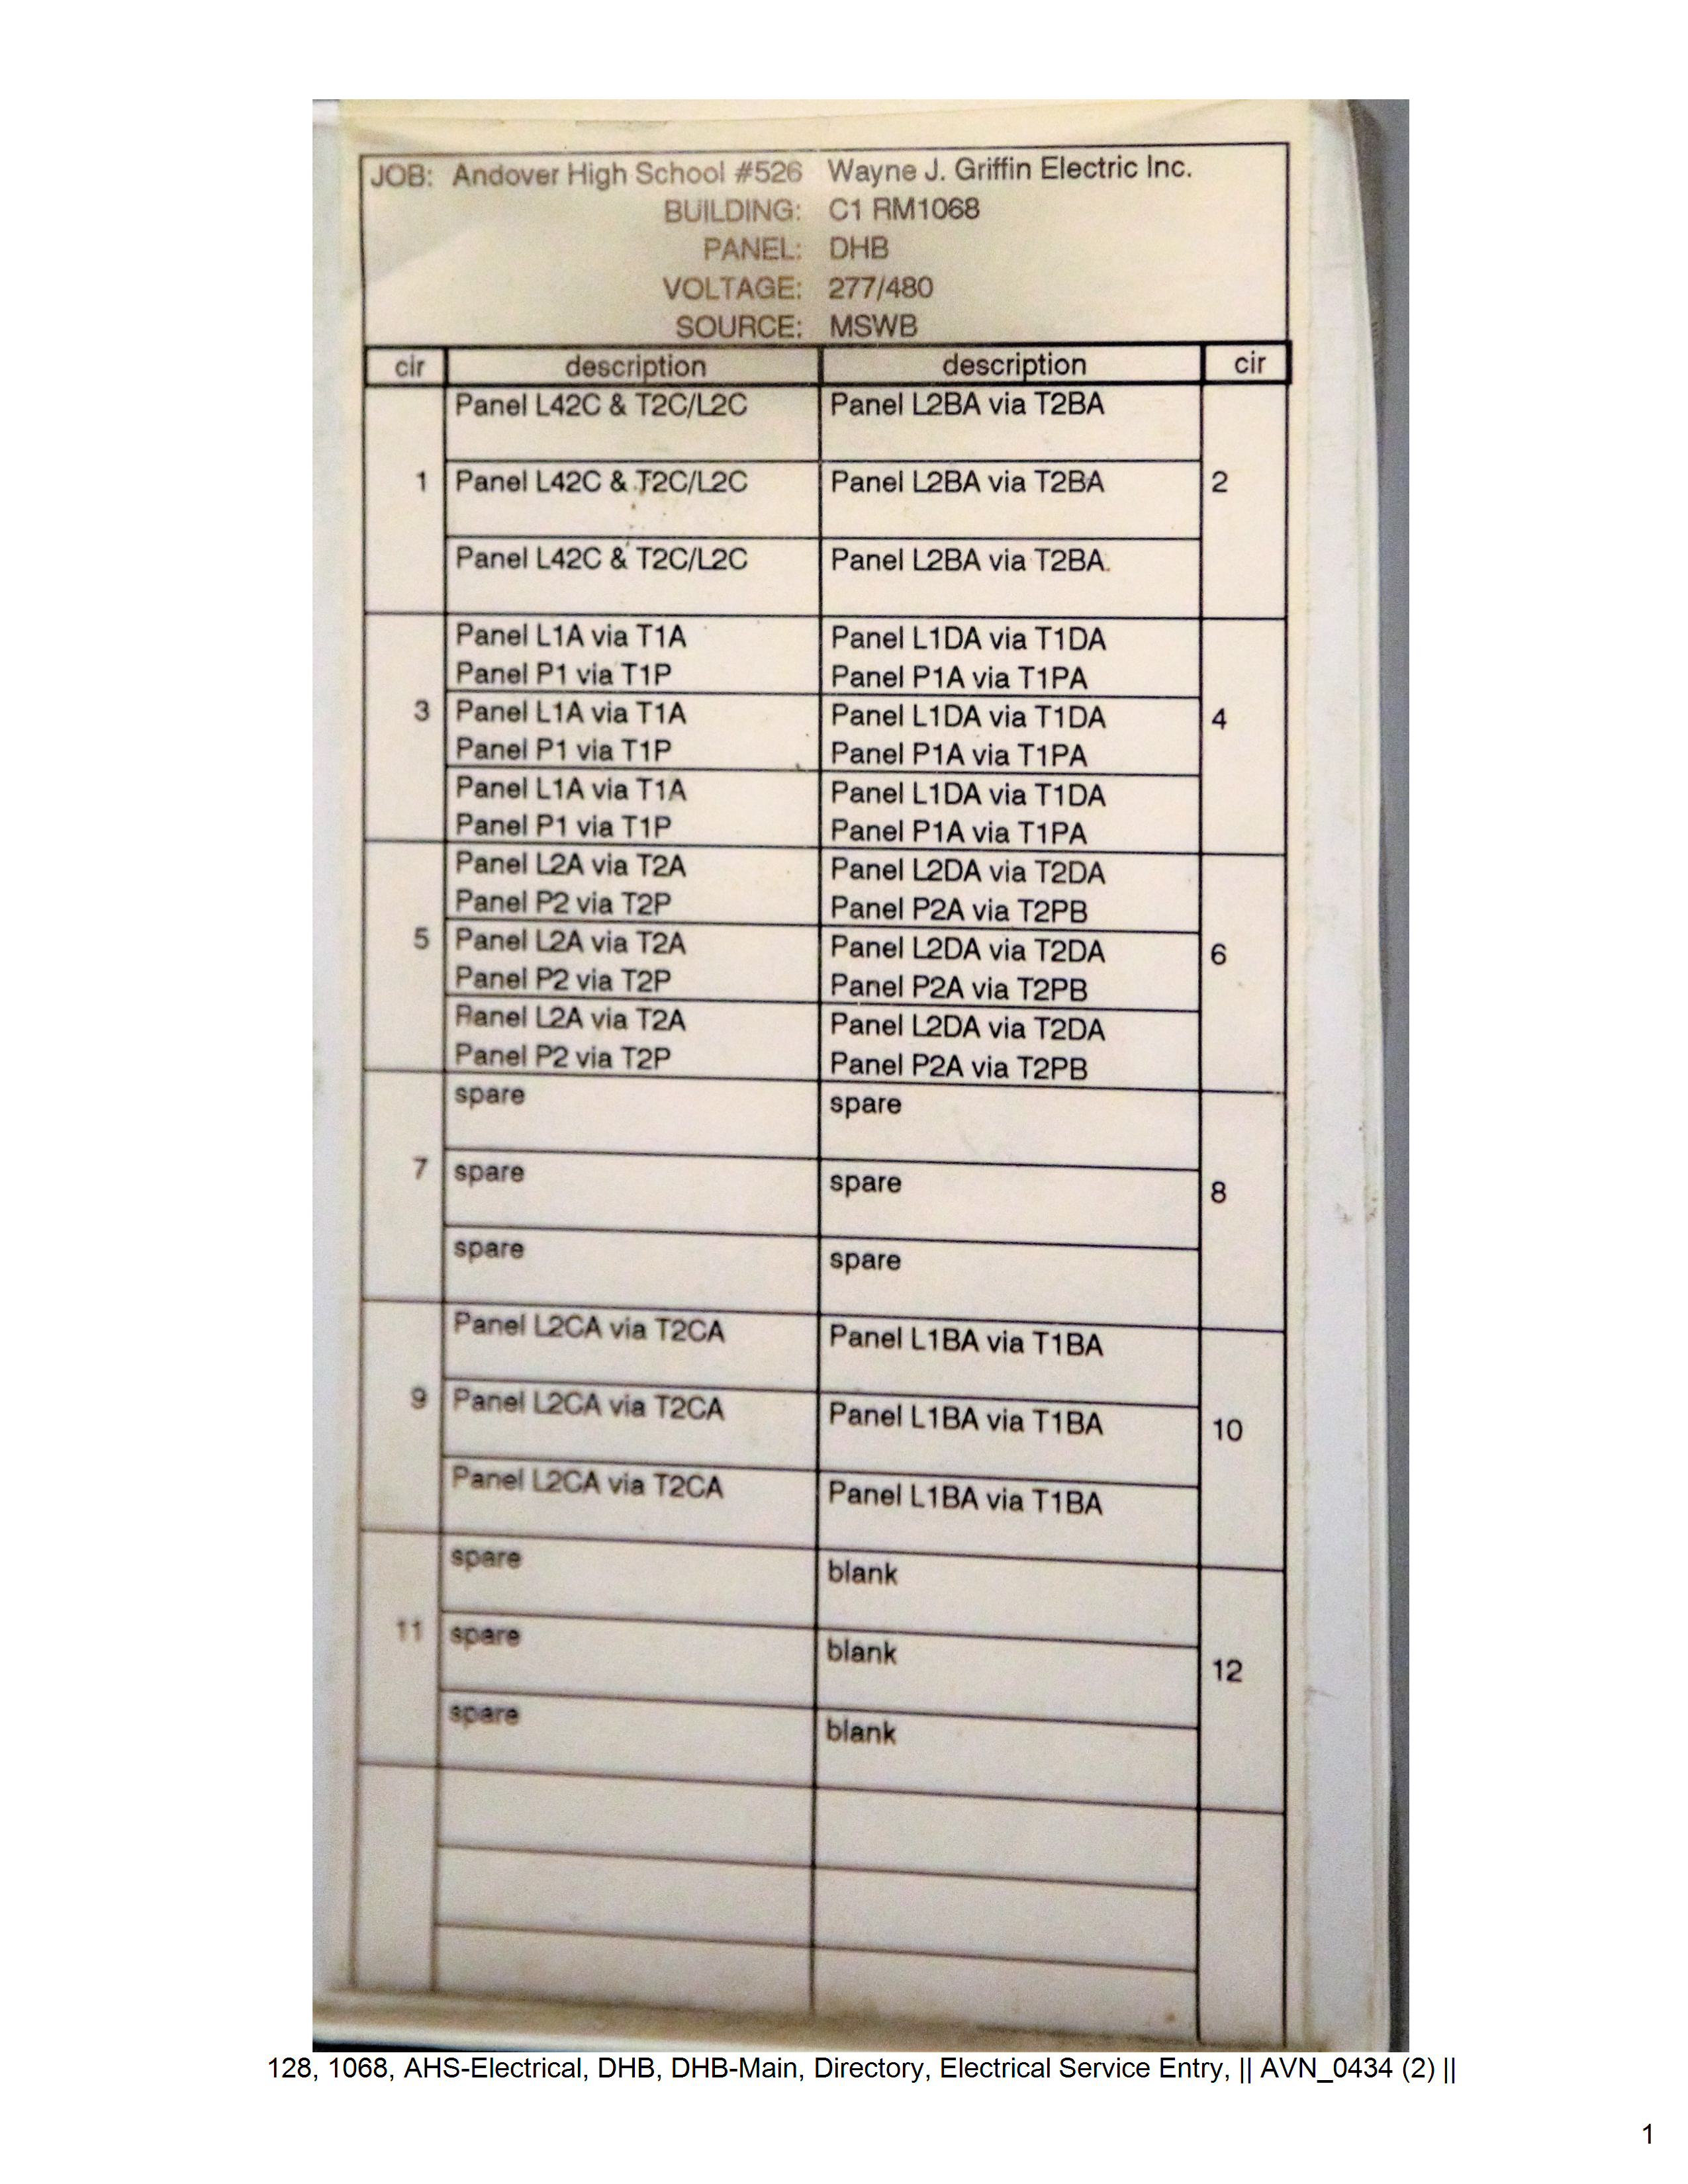 JOB: Andover High School #526 Wayne J. Griffin Electric Inc.
BUILDING: C1 RM1068
PANEL: DHB
VOLTAGE: 277/480
SOURCE: MSWB
cir description description cir
Panel L42C & T2C/L2C Panel L2BA via T2BA
1 Panel L42C & T2C/L2C Panel L2BA via T2BA 2
Panel L42C & T2C/L2C Panel L2BA via T2BA
Panel L1A via T1A Panel L1DA via T1DA
Panel P1 via T1P Panel P1A via T1PA
3 Panel L1A via T1A Panel L1DA via T1DA 4
Panel P1 via T1P Panel P1A via T1PA
Panel L1A via T1A Panel L1DA via T1DA
Panel P1 via T1P Panel P1A via T1PA
Panel L2A via T2A Panel L2DA via T2DA
Panel P2 via T2P Panel P2A via T2PB
5 Panel L2A via T2A Panel L2DA via T2DA 6
Panel P2 via T2P Panel P2A via T2PB
Panel L2A via T2A Panel L2DA via T2DA
Panel P2 via T2P Panel P2A via T2PB
spare spare
7 spare spare 8
spare spare
Panel L2CA via T2CA Panel L1BA via T1BA
9 Panel L2CA via T2CA Panel L1BA via T1BA 10
Panel L2CA via T2CA Panel L1BA via T1BA
spare blank
11 spare blank 12
spare blank
128, 1068, AHS-Electrical, DHB, DHB-Main, Directory, Electrical Service Entry, || AVN_0434 (2) ||
1